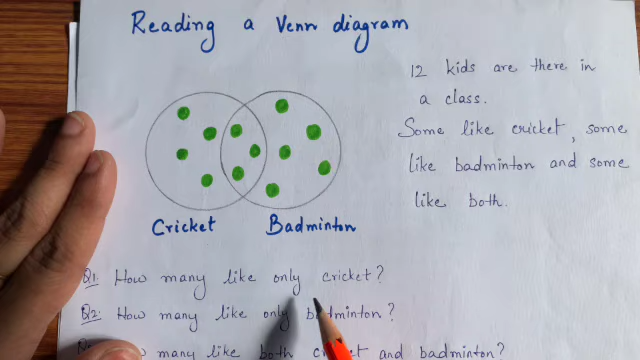 Reading a Venn diagram
12 kids are there in
a class.
Some like cricket, some
like badminton and some
like both.
Cricket Badminton
Q1: How many like only cricket?
Q2: How many like only badminton?
many like both and badminton?